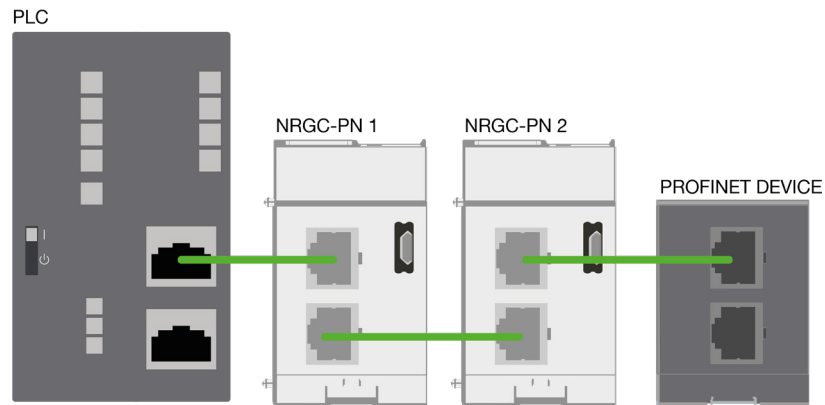 PLC
NRGC-PN 1
NRGC-PN 2
PROFINET DEVICE
I